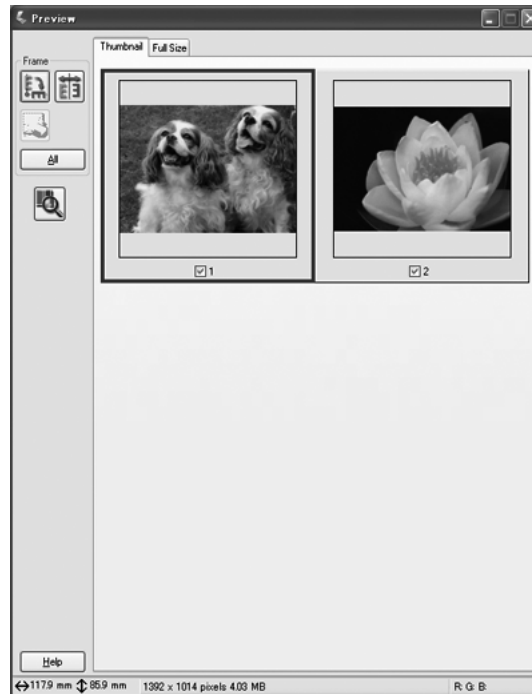 Preview
Thumbnail Full Size
Frame
All
1
2
Help
117.9 mm 85.9 mm 1392 x 1014 pixels 4.03 MB R: G: B: